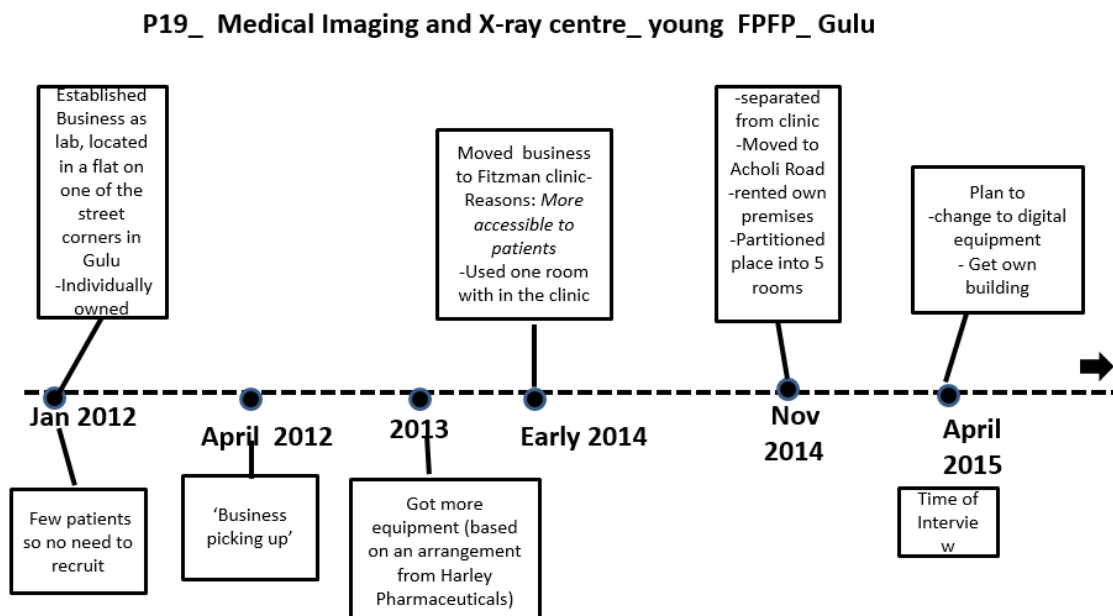 P19_ Medical Imaging and X-ray centre_ young FPFP_ Gulu
Established
Business as
lab, located
in a flat on
one of the
street
corners in
Gulu
-Individually
owned
Moved business
to Fitzman clinic-
Reasons: More
accessible to
patients
-Used one room
with in the clinic
-separated
from clinic
-Moved to
Acholi Road
-rented own
premises
-Partitioned
place into 5
rooms
Plan to
-change to digital
equipment
- Get own
building
Jan 2012
April 2012
2013
Early 2014
Nov
2014
April
2015
Few patients
so no need to
recruit
‘Business
picking up’
Got more
equipment (based
on an arrangement
from Harley
Pharmaceuticals)
Time of
Intervie
w